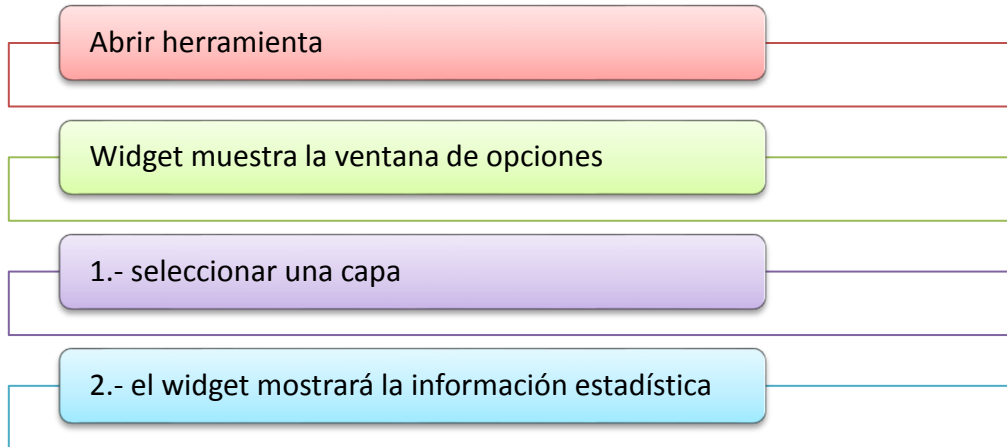 Abrir herramienta
Widget muestra la ventana de opciones
1.- seleccionar una capa
2.- el widget mostrará la información estadística